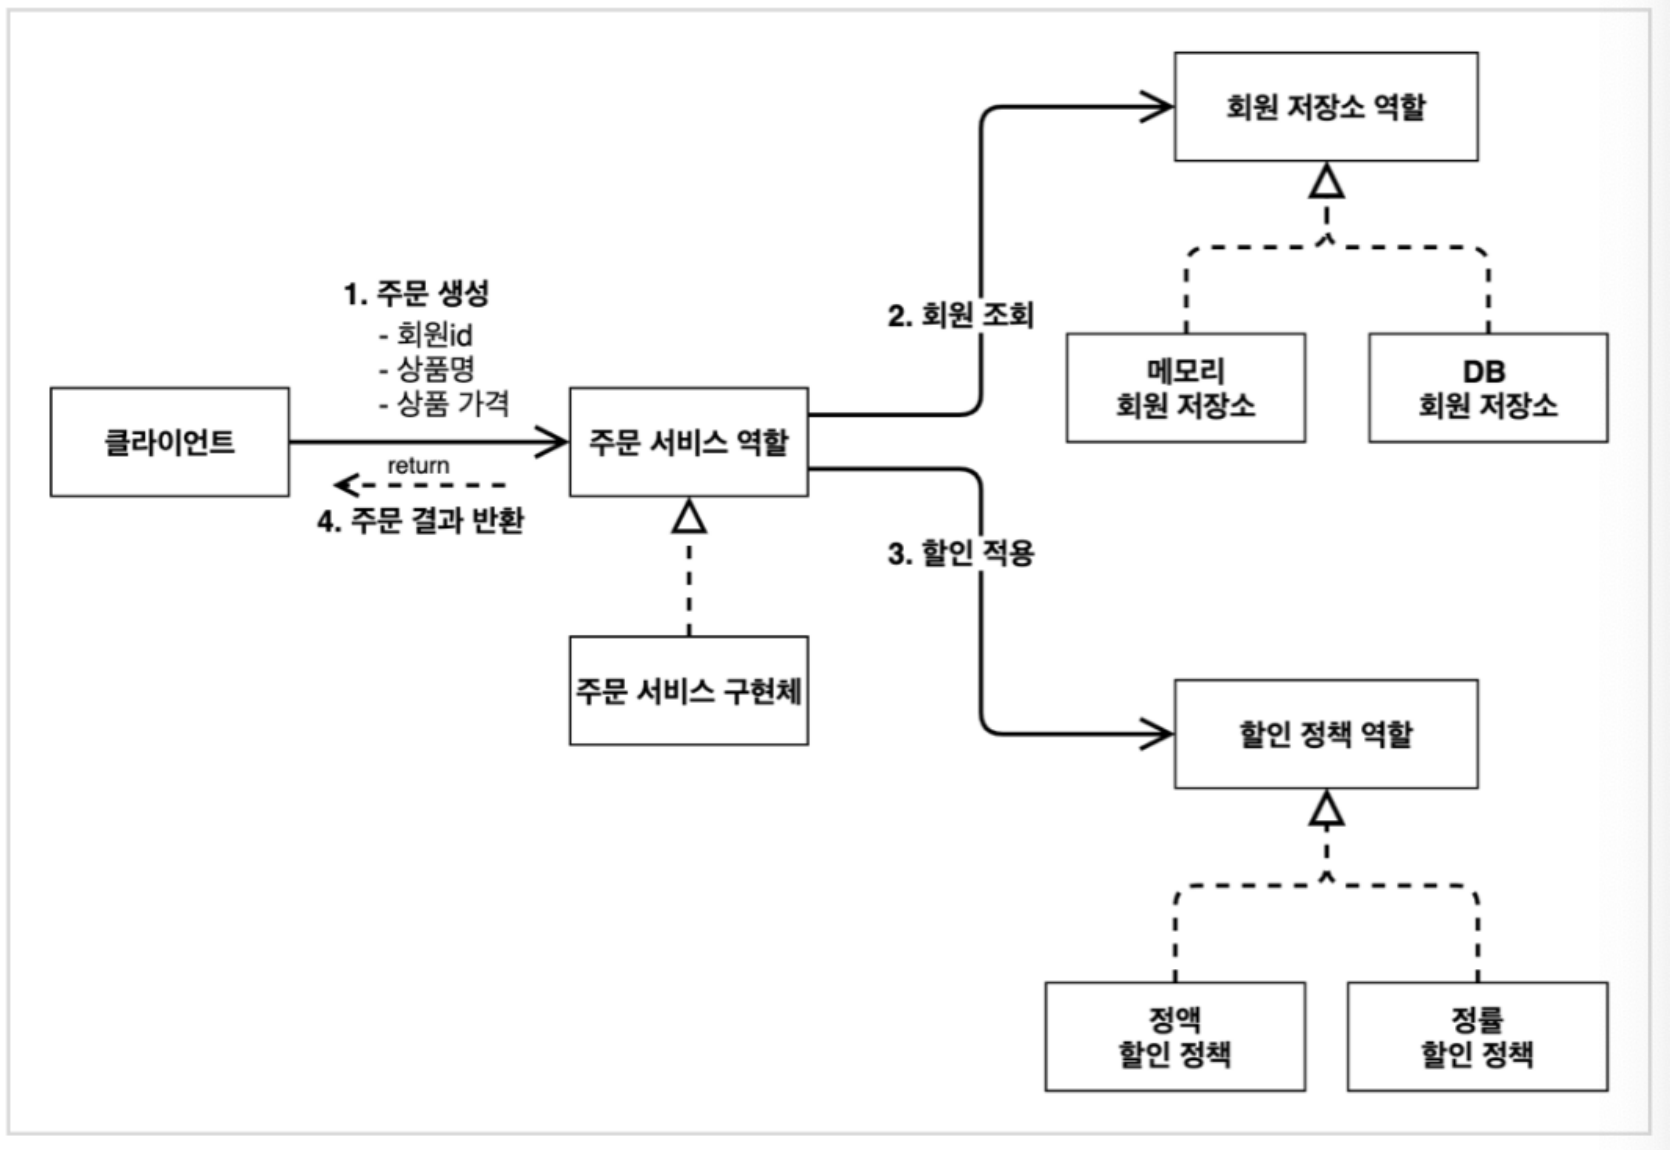 회원 저장소 역할
1. 주문 생성
- 회원id
- 상품명
- 상품 가격
2. 회원 조회
메모리
회원 저장소
DB
회원 저장소
클라이언트
주문 서비스 역할
return
4. 주문 결과 반환
3. 할인 적용
주문 서비스 구현체
할인 정책 역할
정액
할인 정책
정률
할인 정책